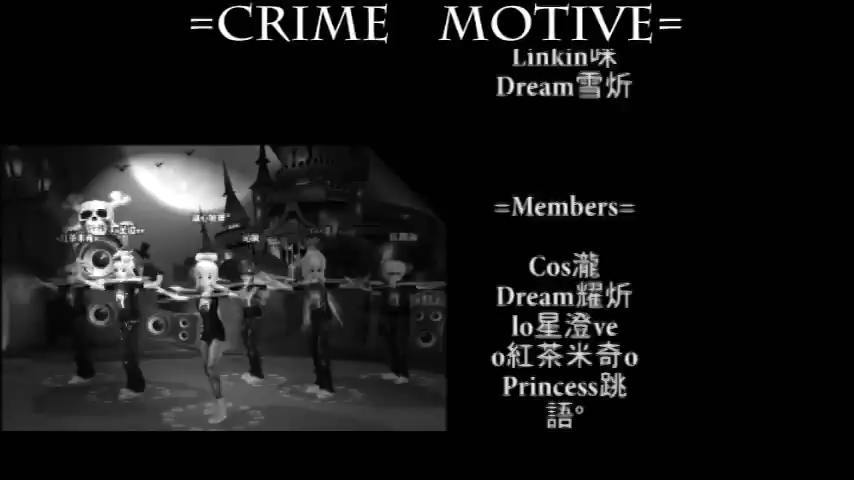 =CRIME MOTIVE=
Linkin味
Dream雪炘
=Members=
Cos瀧
Dream耀炘
lo星澄ve
o紅茶米奇o
Princess跳
語°